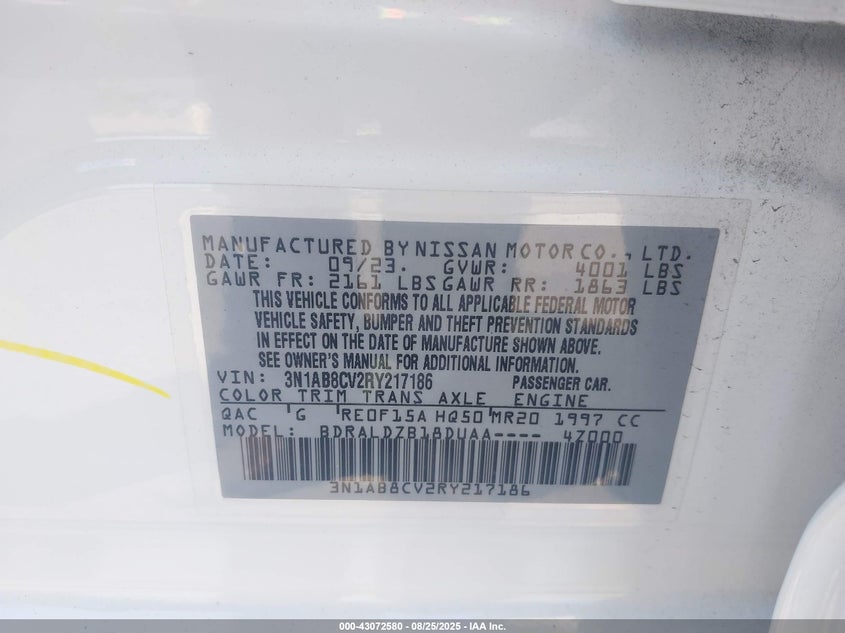 MANUFACTURED BY NISSAN MOTOR CO., LTD.
DATE: 09/23. GVWR: 4001 LBS
GAWR FR: 2161 LBS GAWR RR: 1863 LBS
THIS VEHICLE CONFORMS TO ALL APPLICABLE FEDERAL MOTOR
VEHICLE SAFETY, BUMPER AND THEFT PREVENTION STANDARDS
IN EFFECT ON THE DATE OF MANUFACTURE SHOWN ABOVE.
SEE OWNER'S MANUAL FOR ADDITIONAL INFORMATION.
VIN: 3N1AB8CV2RY217186 PASSENGER CAR.
COLOR TRIM TRANS AXLE ENGINE
QAC 'G RE0F15A HQ50'MR20 1997 CC
MODEL: BDRALDZB18DUAA---- 4Z000
3N1AB8CV2RY217186
000-43072580 - 08/25/2025 - IAA Inc.